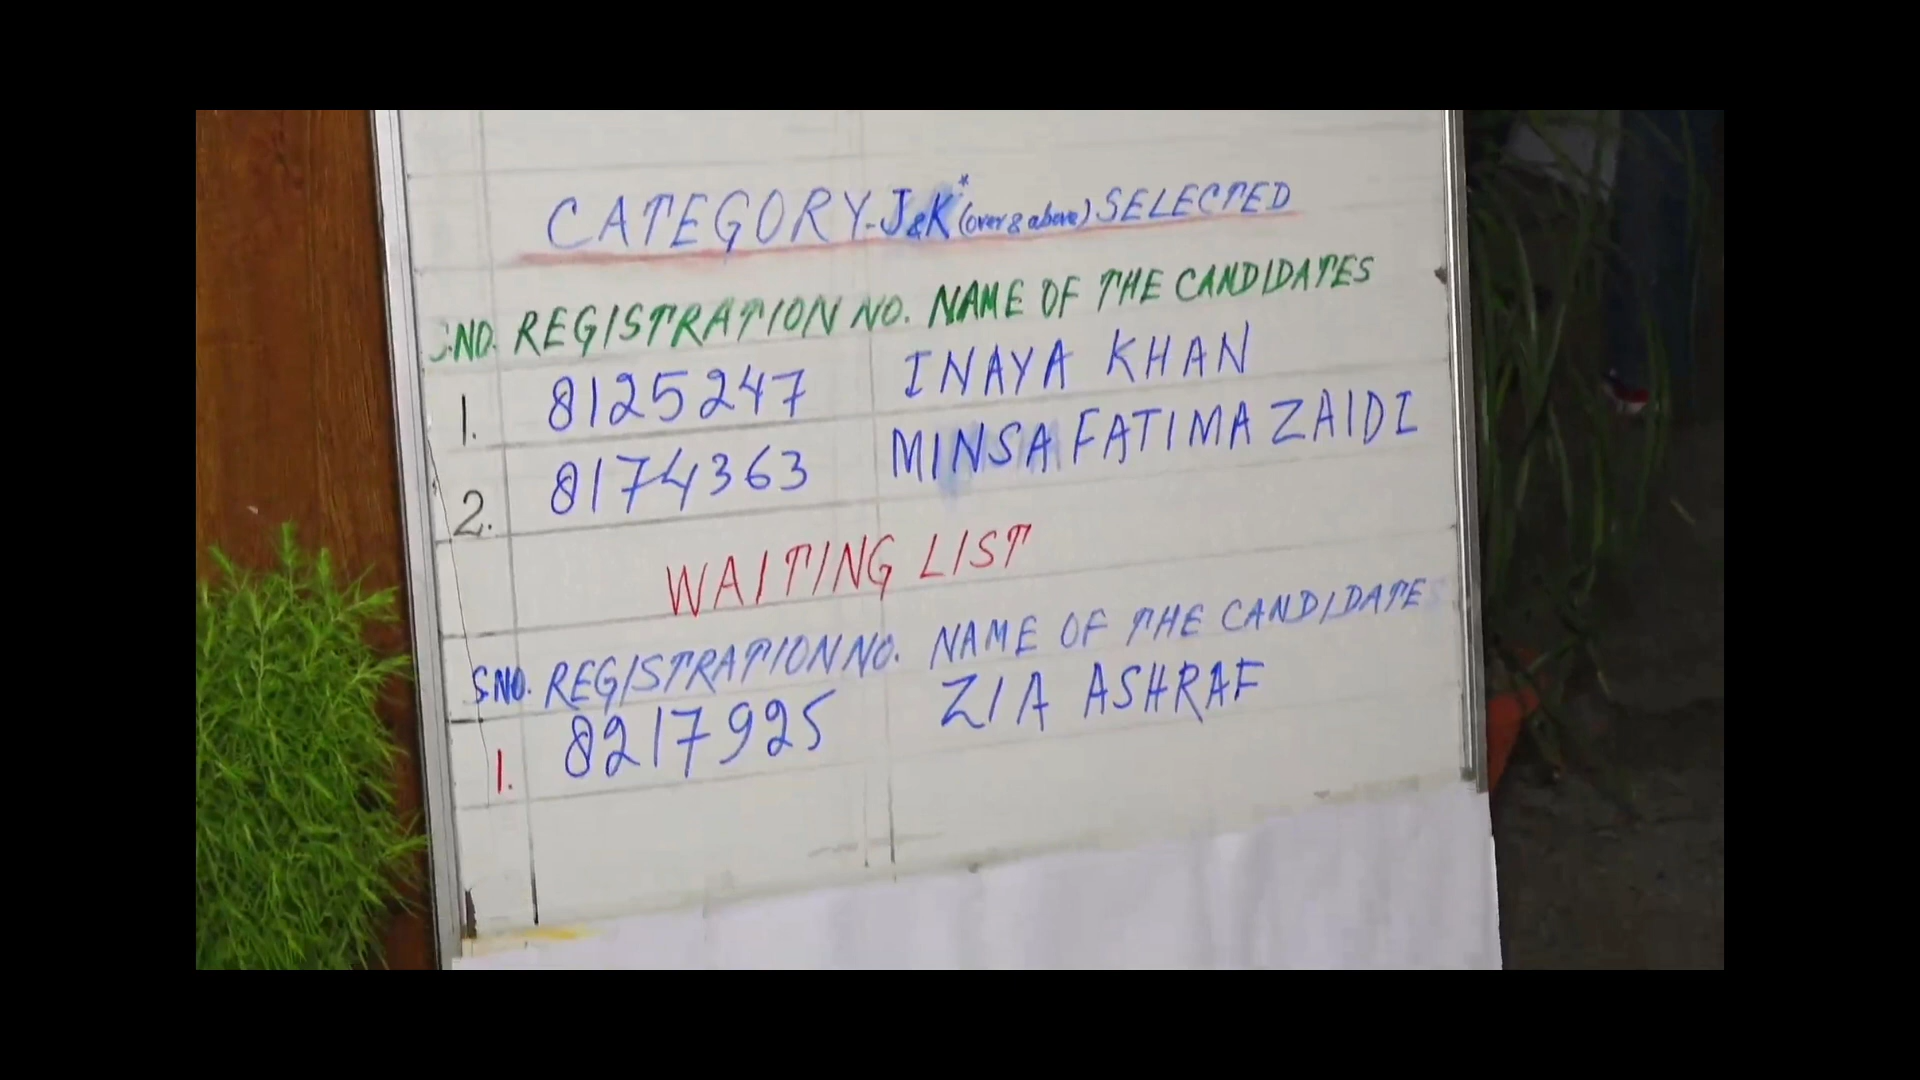 CATEGORY-J&K* (over & above) SELECTED
S.NO. REGISTRATION NO. NAME OF THE CANDIDATES
1. 8125247 INAYA KHAN
2. 8174363 MINSA FATIMA ZAIDI
WAITING LIST
S.NO. REGISTRATION NO. NAME OF THE CANDIDATE
1. 8217925 ZIA ASHRAF